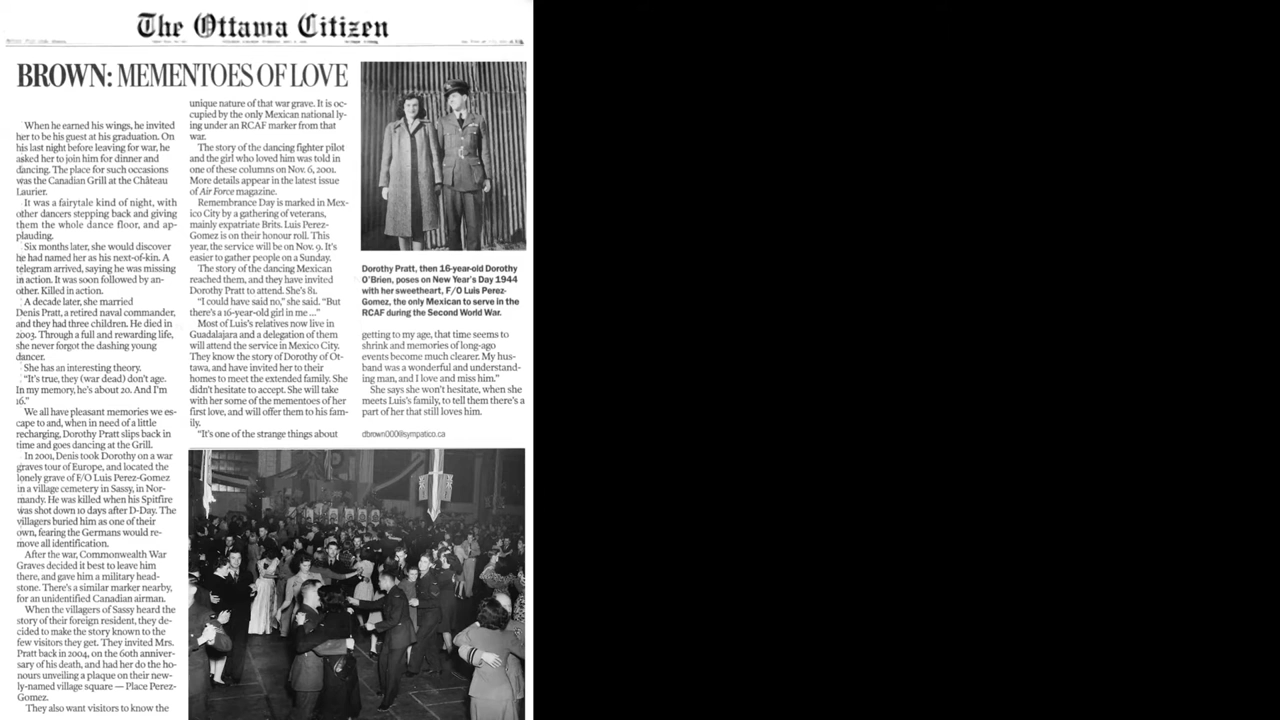 The Ottawa Citizen
BROWN: MEMENTOES OF LOVE
When he earned his wings, he invited
her to be his guest at his graduation. On
his last night before leaving for war, he
asked her to join him for dinner and
dancing. The place for such occasions
was the Canadian Grill at the Château
Laurier.
It was a fairytale kind of night, with
other dancers stepping back and giving
them the whole dance floor, and ap-
plauding.
Six months later, she would discover
he had named her as his next-of-kin. A
telegram arrived, saying he was missing
in action. It was soon followed by an-
other. Killed in action.
A decade later, she married
Denis Pratt, a retired naval commander,
and they had three children. He died in
2003. Through a full and rewarding life,
she never forgot the dashing young
dancer.
She has an interesting theory.
"It's true, they (war dead) don't age.
In my memory, he's about 20. And I'm
16."
We all have pleasant memories we es-
cape to and, when in need of a little
recharging, Dorothy Pratt slips back in
time and goes dancing at the Grill.
In 2001, Denis took Dorothy on a war
graves tour of Europe, and located the
lonely grave of F/O Luis Perez-Gomez
in a village cemetery in Sassy, in Nor-
mandy. He was killed when his Spitfire
was shot down 10 days after D-Day. The
villagers buried him as one of their
own, fearing the Germans would re-
move all identification.
After the war, Commonwealth War
Graves decided it best to leave him
there, and gave him a military head-
stone. There's a similar marker nearby,
for an unidentified Canadian airman.
When the villagers of Sassy heard the
story of their foreign resident, they de-
cided to make the story known to the
few visitors they get. They invited Mrs.
Pratt back in 2004, on the 60th anniver-
sary of his death, and had her do the ho-
nours unveiling a plaque on their new-
ly-named village square — Place Perez-
Gomez.
They also want visitors to know the
unique nature of that war grave. It is oc-
cupied by the only Mexican national ly-
ing under an RCAF marker from that
war.
The story of the dancing fighter pilot
and the girl who loved him was told in
one of these columns on Nov. 6, 2001.
More details appear in the latest issue
of Air Force magazine.
Remembrance Day is marked in Mex-
ico City by a gathering of veterans,
mainly expatriate Brits. Luis Perez-
Gomez is on their honour roll. This
year, the service will be on Nov. 9. It's
easier to gather people on a Sunday.
The story of the dancing Mexican
reached them, and they have invited
Dorothy Pratt to attend. She's 81.
"I could have said no," she said. "But
there's a 16-year-old girl in me ..."
Most of Luis's relatives now live in
Guadalajara and a delegation of them
will attend the service in Mexico City.
They know the story of Dorothy of Ot-
tawa, and have invited her to their
homes to meet the extended family. She
didn't hesitate to accept. She will take
with her some of the mementoes of her
first love, and will offer them to his fam-
ily.
"It's one of the strange things about
Dorothy Pratt, then 16-year-old Dorothy
O'Brien, poses on New Year's Day 1944
with her sweetheart, F/O Luis Perez-
Gomez, the only Mexican to serve in the
RCAF during the Second World War.
getting to my age, that time seems to
shrink and memories of long-ago
events become much clearer. My hus-
band was a wonderful and understand-
ing man, and I love and miss him."
She says she won't hesitate, when she
meets Luis's family, to tell them there's a
part of her that still loves him.
dbrown000@sympatico.ca